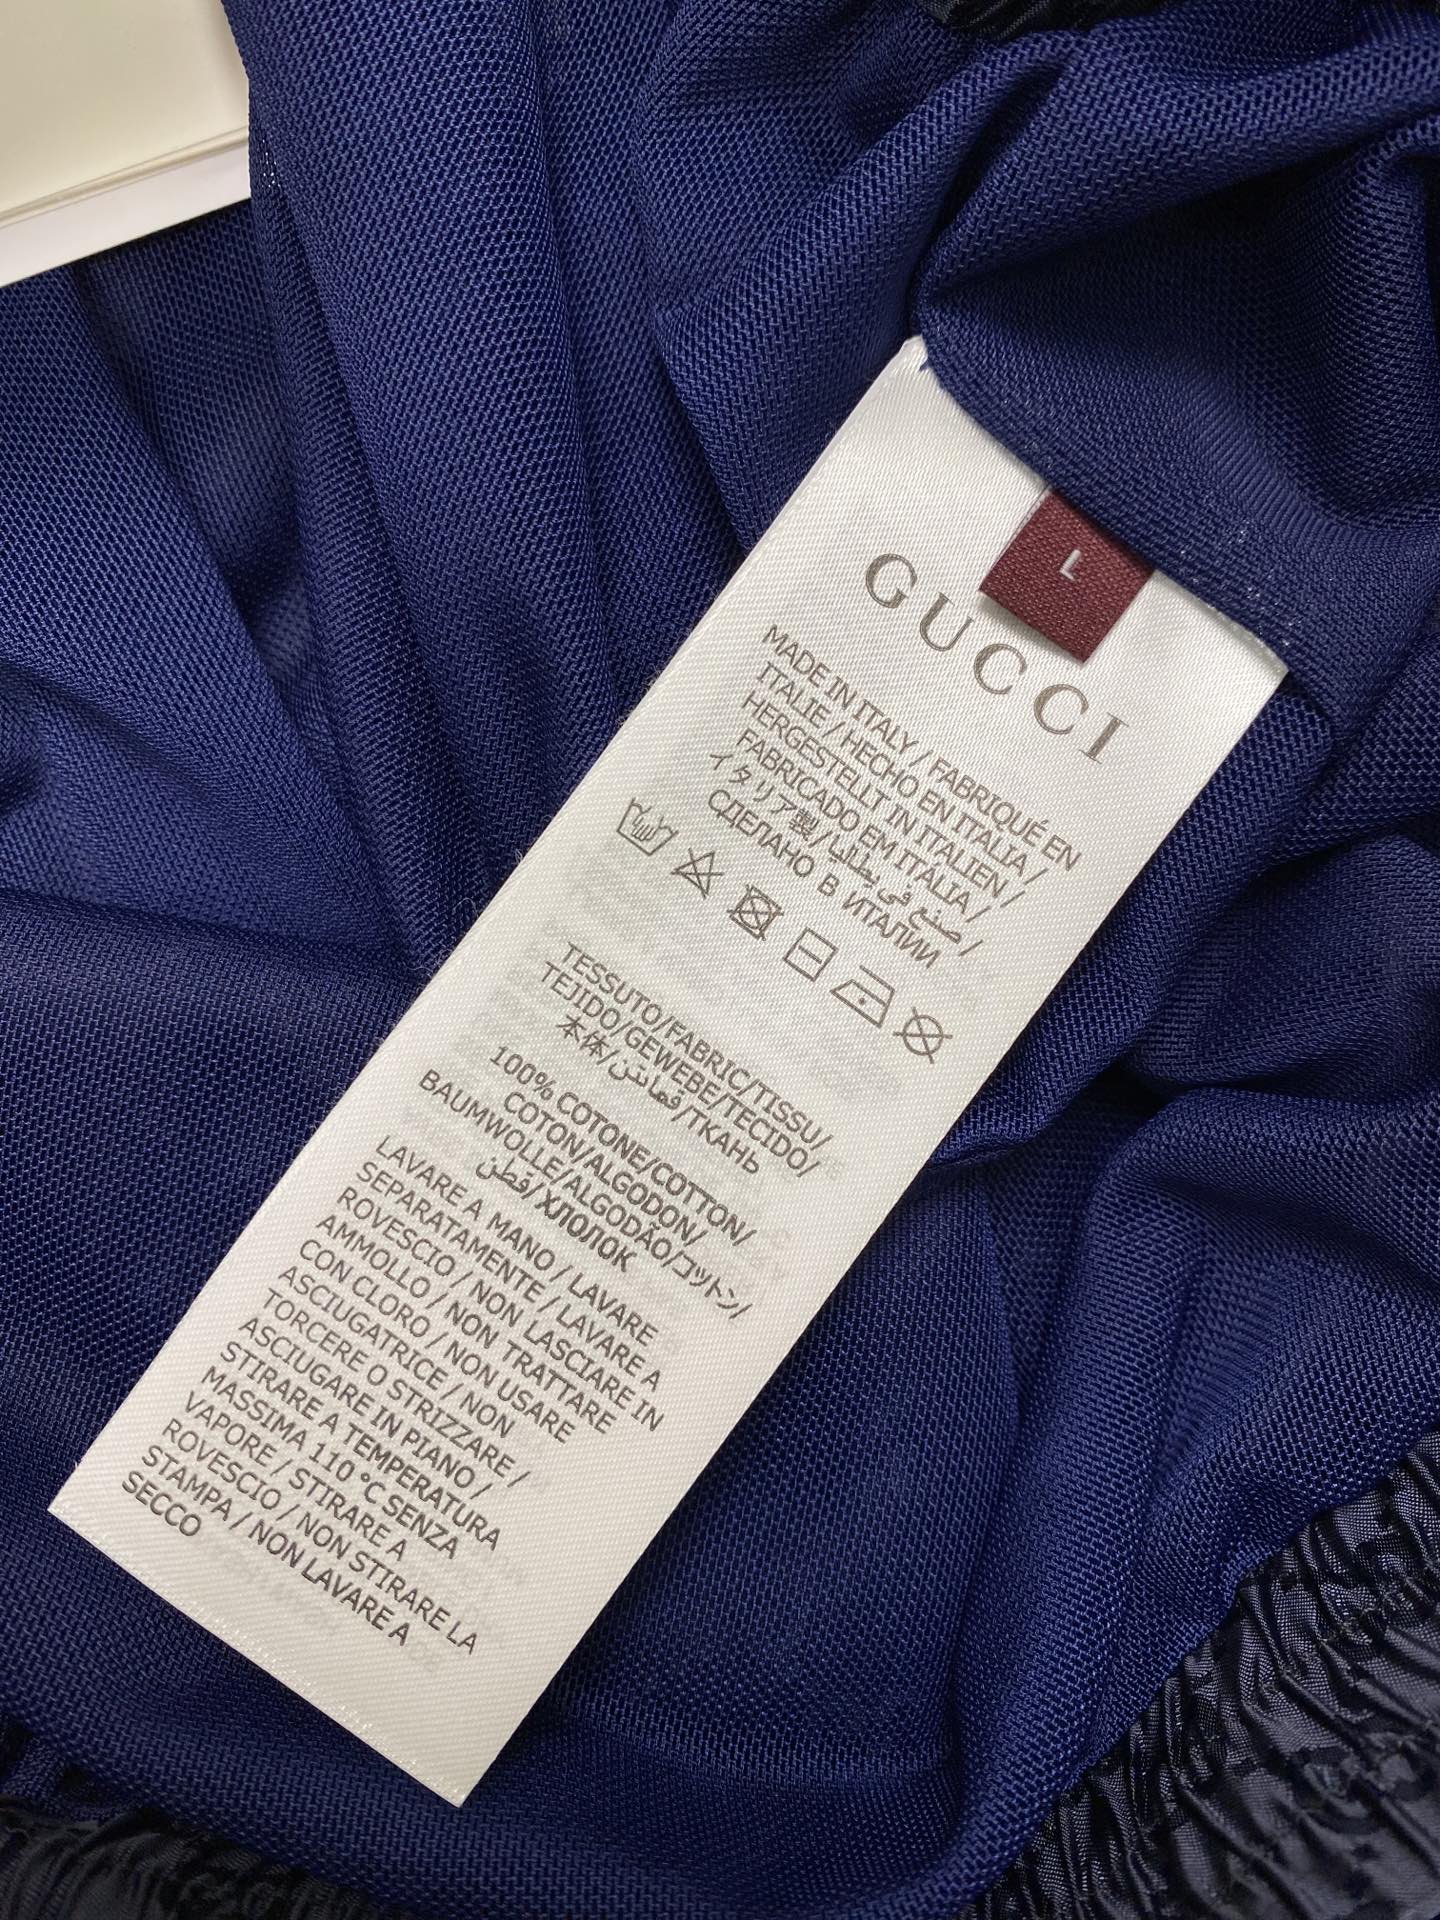 L
GUCCI
MADE IN ITALY / FABRIQUÉ EN
ITALIE / HECHO EN ITALIA /
HERGESTELLT IN ITALIEN /
FABRICADO EM ITÁLIA /
イタリア製/صنع في إيطاليا/
СДЕЛАНО В ИТАЛИИ
TESSUTO/FABRIC/TISSU/
TEJIDO/GEWEBE/TECIDO/
本体/قماش/ТКАНЬ
100% COTONE/COTTON/
COTON/ALGODON/
BAUMWOLLE/ALGODÃO/コットン/
قطن/ХЛОПОК
LAVARE A MANO / LAVARE
SEPARATAMENTE / LAVARE A
ROVESCIO / NON LASCIARE IN
AMMOLLO / NON TRATTARE
CON CLORO / NON USARE
ASCIUGATRICE / NON
TORCERE O STRIZZARE /
ASCIUGARE IN PIANO /
STIRARE A TEMPERATURA
MASSIMA 110 °C SENZA
VAPORE / STIRARE A
ROVESCIO / NON STIRARE LA
STAMPA / NON LAVARE A
SECCO